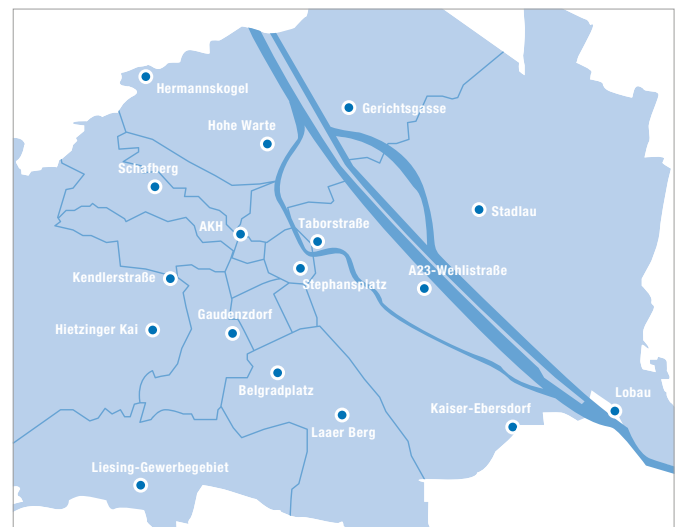 Hermannskogel
Gerichtsgasse
Hohe Warte
Schafberg
Stadlau
AKH
Taborstraße
A23-Wehlistraße
Kendlerstraße
Stephansplatz
Gaudenzdorf
Hietzinger Kai
Belgradplatz
Lobau
Kaiser-Ebersdorf
Laaer Berg
Liesing-Gewerbegebiet